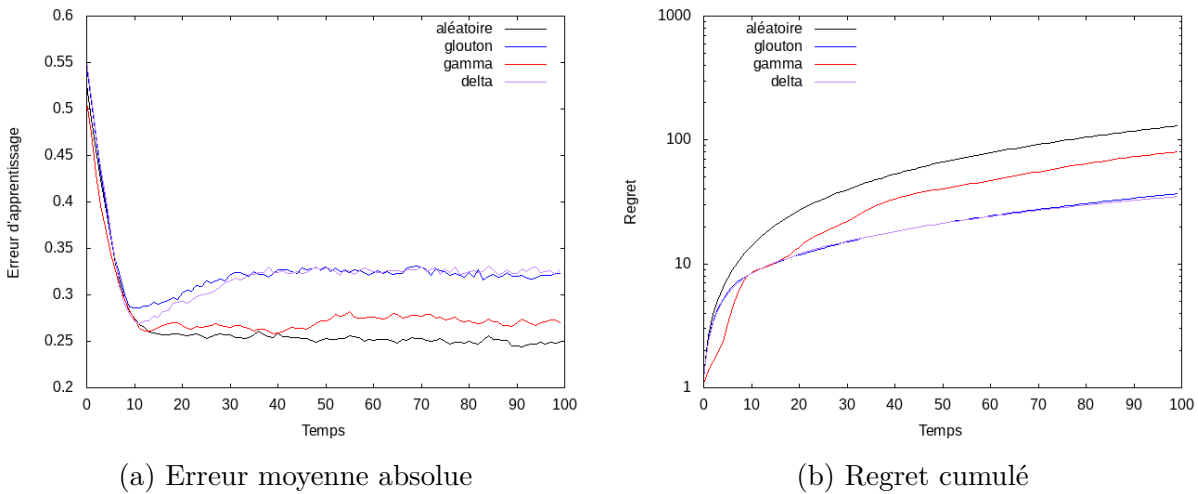 0.6
0.55
0.5
0.45
0.4
0.35
0.3
0.25
0.2
0 10 20 30 40 50 60 70 80 90 100
Erreur d'apprentissage
Temps
aléatoire
glouton
gamma
delta
(a) Erreur moyenne absolue
1000
100
10
1
0 10 20 30 40 50 60 70 80 90 100
Regret
Temps
aléatoire
glouton
gamma
delta
(b) Regret cumulé